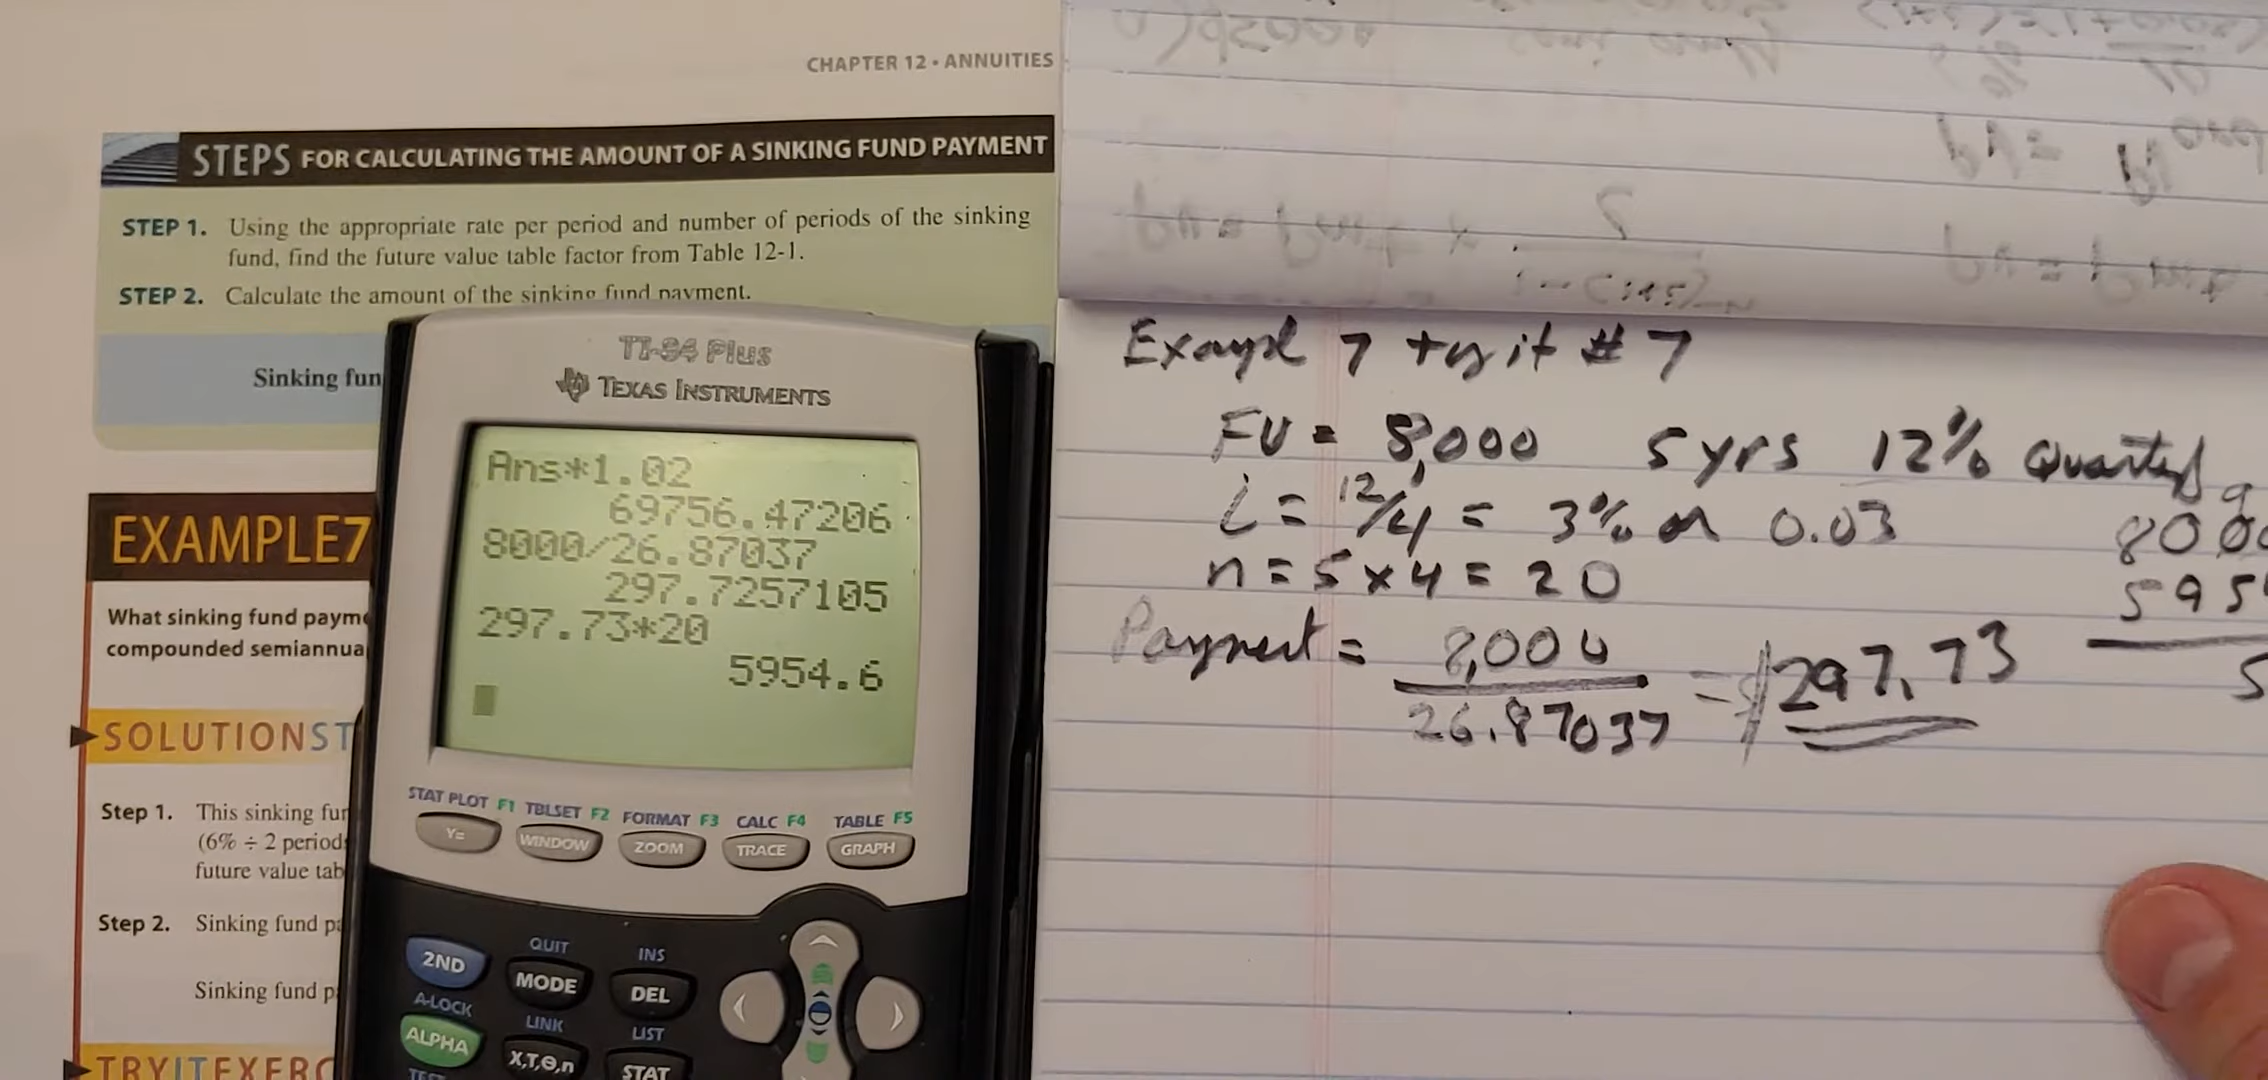 CHAPTER 12 • ANNUITIES
STEPS FOR CALCULATING THE AMOUNT OF A SINKING FUND PAYMENT
STEP 1. Using the appropriate rate per period and number of periods of the sinking
fund, find the future value table factor from Table 12-1.
STEP 2. Calculate the amount of the sinking fund payment.
Sinking fun
EXAMPLE7
What sinking fund payme
compounded semiannua
SOLUTIONST
Step 1. This sinking fun
(6% ÷ 2 period
future value tab
Step 2. Sinking fund pa
Sinking fund p
TRYITEXERC
TI-84 Plus
TEXAS INSTRUMENTS
Ans*1.02
69756.47206
8000/26.87037
297.7257105
297.73*20
5954.6
STAT PLOT F1 TBLSET F2 FORMAT F3 CALC F4 TABLE F5
Y= WINDOW ZOOM TRACE GRAPH
QUIT INS
2ND MODE DEL
A-LOCK LINK LIST
ALPHA X,T,Θ,n STAT
TEST
7 try it # 7
FV = 8,000 5 yrs 12%
i = 12/4 = 3% or 0.03
n = 5 x 4 = 20
Payment = 8,000
26.87037
= $297.73
800
595
5